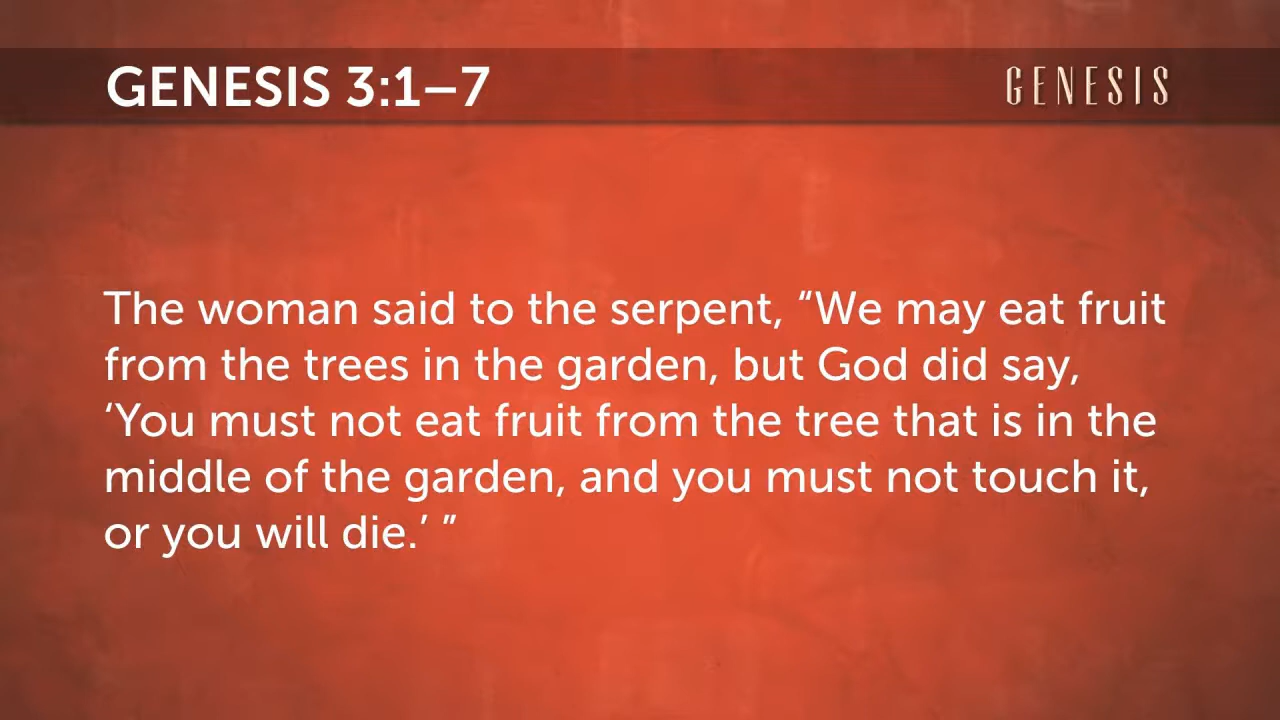 GENESIS 3:1–7
GENESIS
The woman said to the serpent, “We may eat fruit
from the trees in the garden, but God did say,
‘You must not eat fruit from the tree that is in the
middle of the garden, and you must not touch it,
or you will die.’ ”